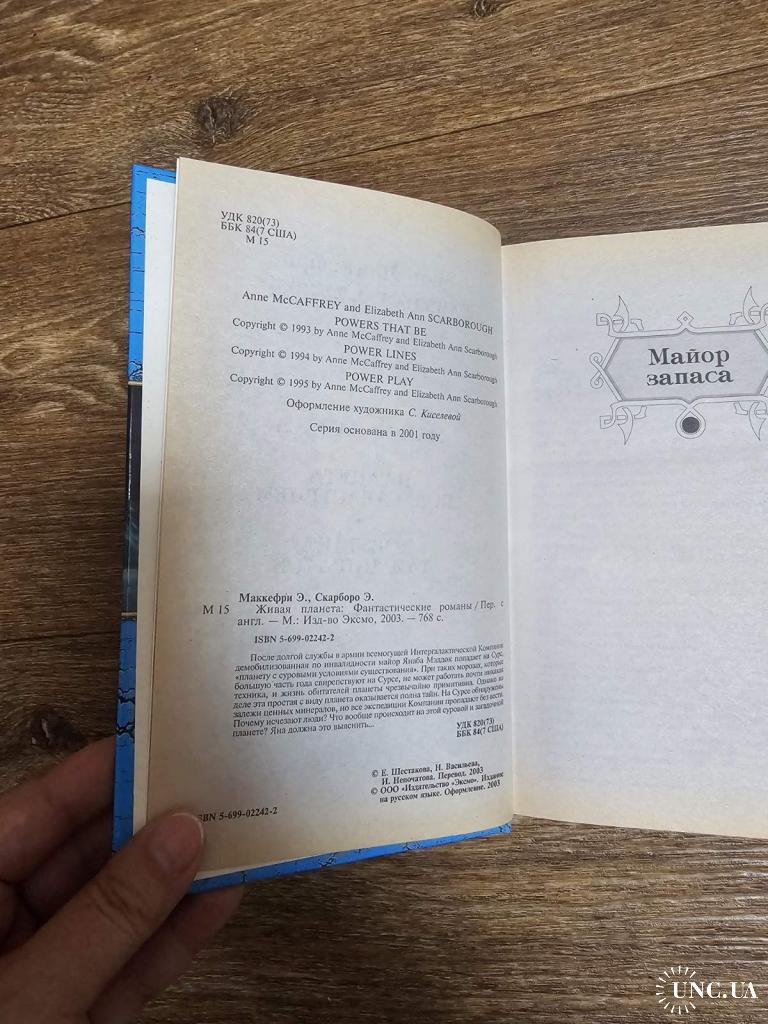 УДК 820(73)
ББК 84(7 США)
М 15
Anne McCAFFREY and Elizabeth Ann SCARBOROUGH
POWERS THAT BE
Copyright © 1993 by Anne McCaffrey and Elizabeth Ann Scarborough
POWER LINES
Copyright © 1994 by Anne McCaffrey and Elizabeth Ann Scarborough
POWER PLAY
Copyright © 1995 by Anne McCaffrey and Elizabeth Ann Scarborough
Оформление художника С. Киселевой
Серия основана в 2001 году
Маккефри Э., Скарборо Э.
М 15 Живая планета: Фантастические романы / Пер. с
англ. — М.: Изд-во Эксмо, 2003. — 768 с.
ISBN 5-699-02242-2
После долгой службы в армии всемогущей Интергалактической Компании
демобилизованная по инвалидности майор Янаба Мэддок попадает на Сурс,
«планету с суровыми условиями существования». При таких морозах, которые
большую часть года свирепствуют на Сурсе, не может работать почти никакая
техника, и жизнь обитателей планеты чрезвычайно примитивна. Однако на
деле эта простая с виду планета оказывается полна тайн. На Сурсе обнаружены
залежи ценных минералов, но все экспедиции Компании пропадают без вести.
Почему исчезают люди? Что вообще происходит на этой суровой и загадочной
планете? Яна должна это выяснить...
УДК 820(73)
ББК 84(7 США)
© Е. Шестакова, Н. Васильева,
И. Непочатова. Перевод. 2003
© ООО «Издательство «Эксмо». Издание
на русском языке. Оформление. 2003
ISBN 5-699-02242-2
Майор
запаса
UNC.UA